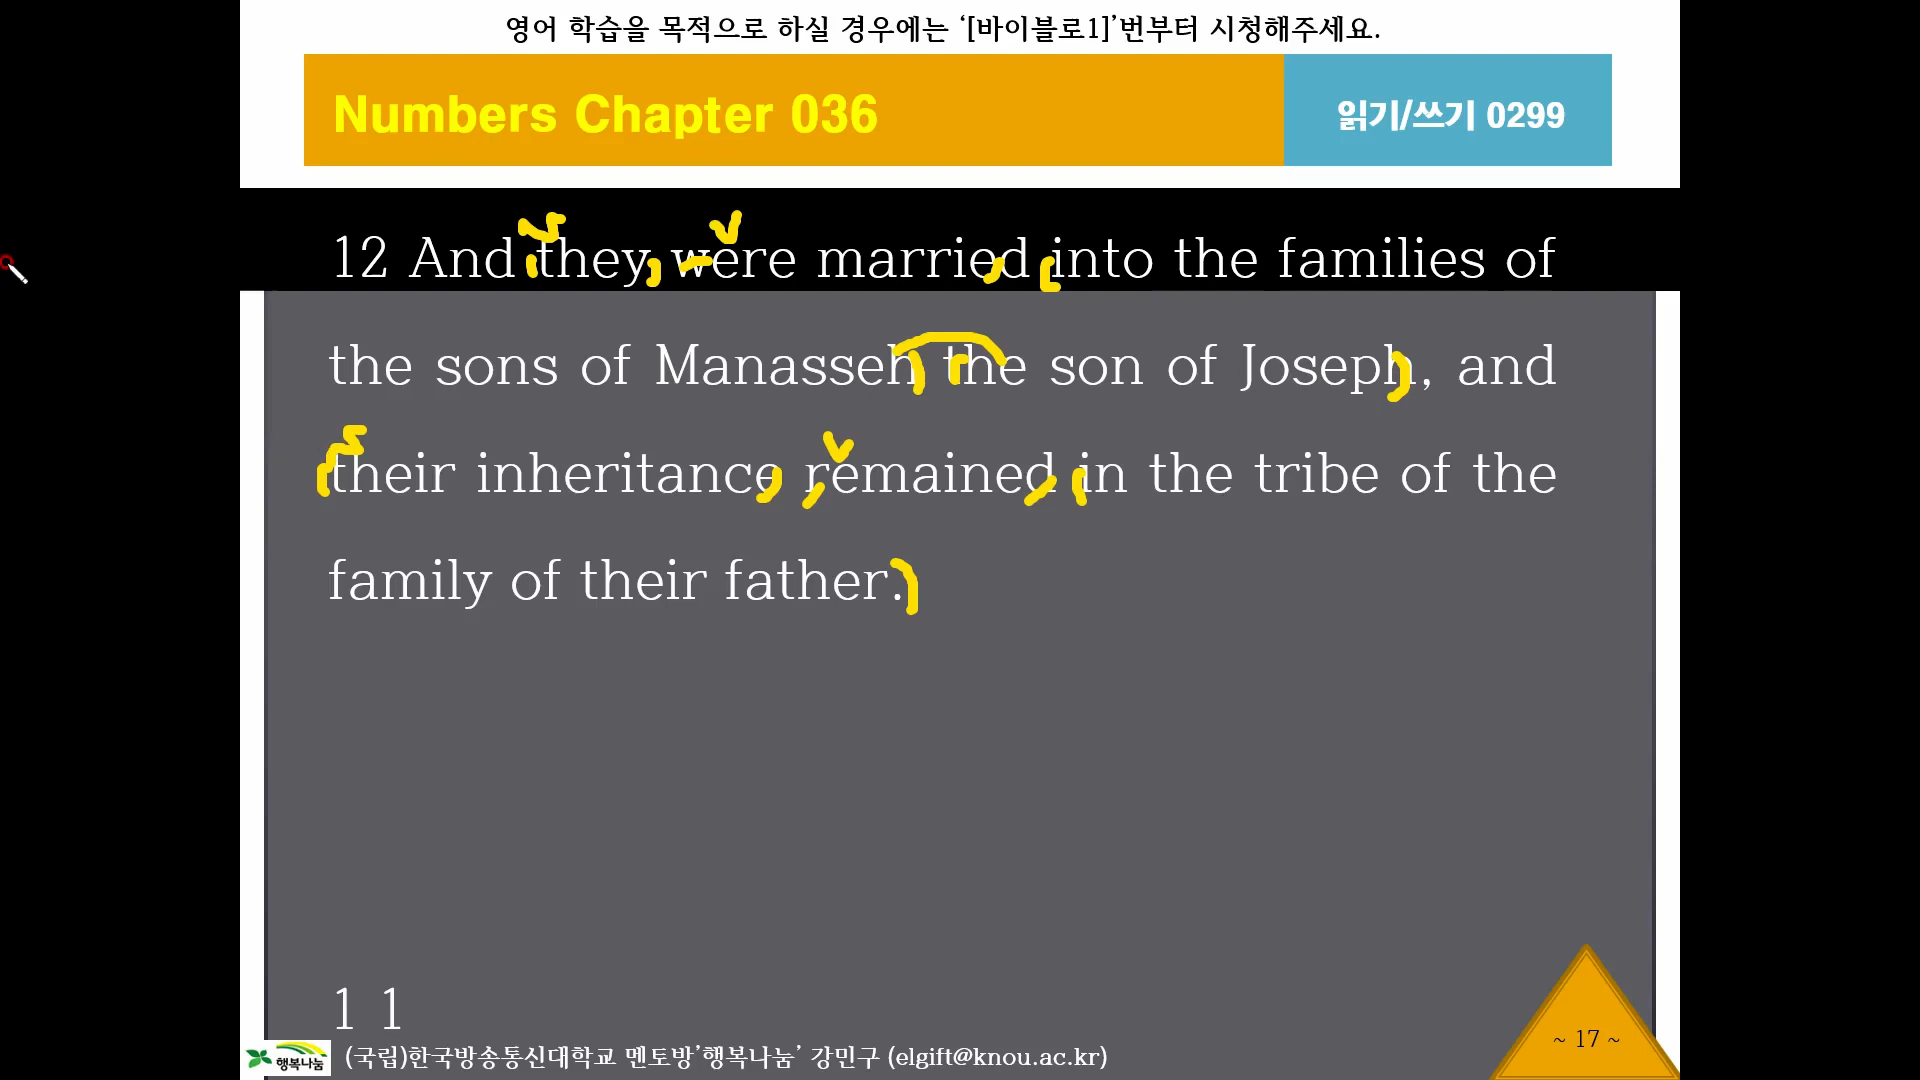 영어 학습을 목적으로 하실 경우에는 ‘[바이블로1]’번부터 시청해주세요.
Numbers Chapter 036
읽기/쓰기 0299
12 And they were married into the families of
the sons of Manasseh the son of Joseph, and
their inheritance remained in the tribe of the
family of their father.
1 1
~ 17 ~
행복나눔
(국립)한국방송통신대학교 멘토방’행복나눔’ 강민구 (elgift@knou.ac.kr)